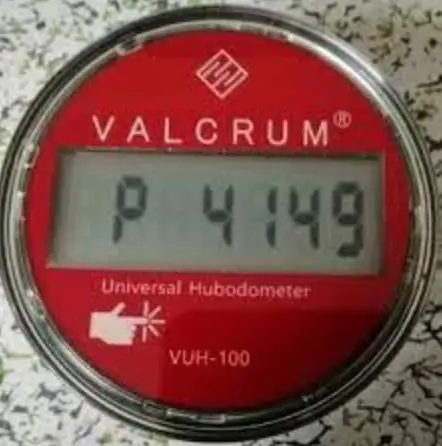 VALCRUM®
P 4149
Universal Hubodometer
VUH-100